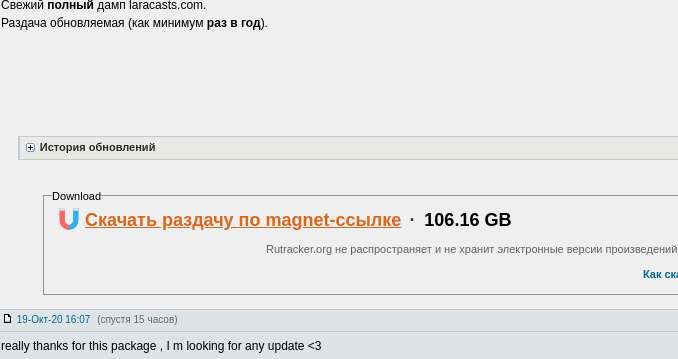 Свежий полный дамп laracasts.com.
Раздача обновляемая (как минимум раз в год).
История обновлений
Download
Скачать раздачу по magnet-ссылке · 106.16 GB
Rutracker.org не распространяет и не хранит электронные версии произведений
Как ска
19-Окт-20 16:07 (спустя 15 часов)
really thanks for this package , I m looking for any update <3